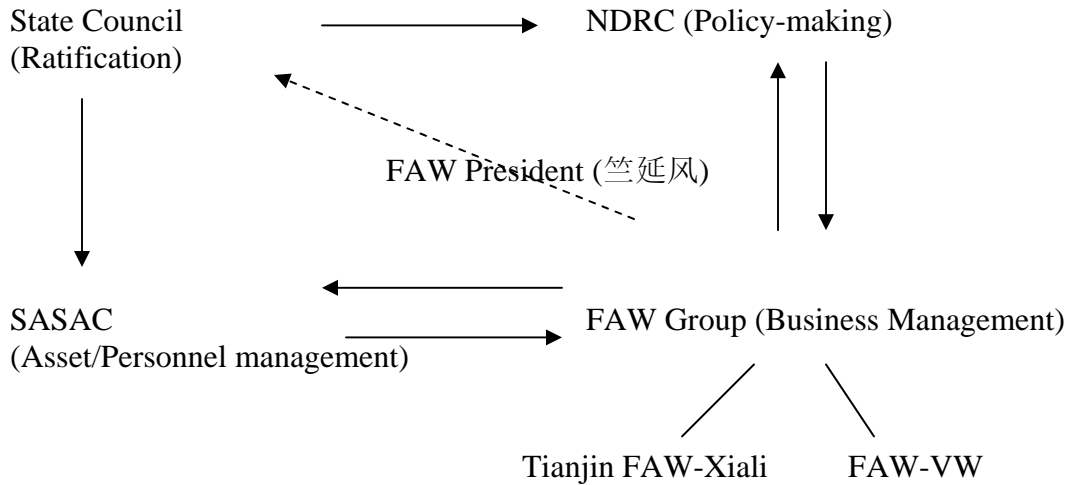 State Council
(Ratification)
NDRC (Policy-making)
FAW President (竺延风)
SASAC
(Asset/Personnel management)
FAW Group (Business Management)
Tianjin FAW-Xiali
FAW-VW